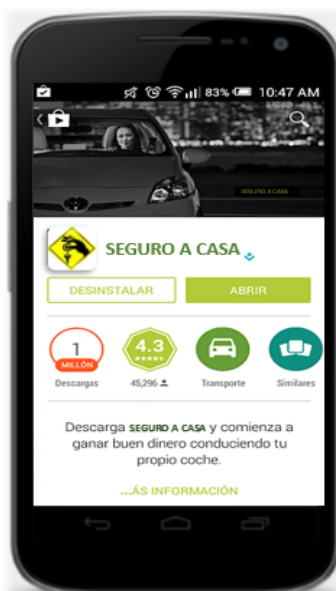 83% 10:47 AM
SEGURO A CASA
SEGURO A CASA
DESINSTALAR
ABRIR
1
MILLÓN
4.3
Descargas
45,296
Transporte
Similares
Descarga SEGURO A CASA y comienza a
ganar buen dinero conduciendo tu
propio coche.
...ÁS INFORMACIÓN